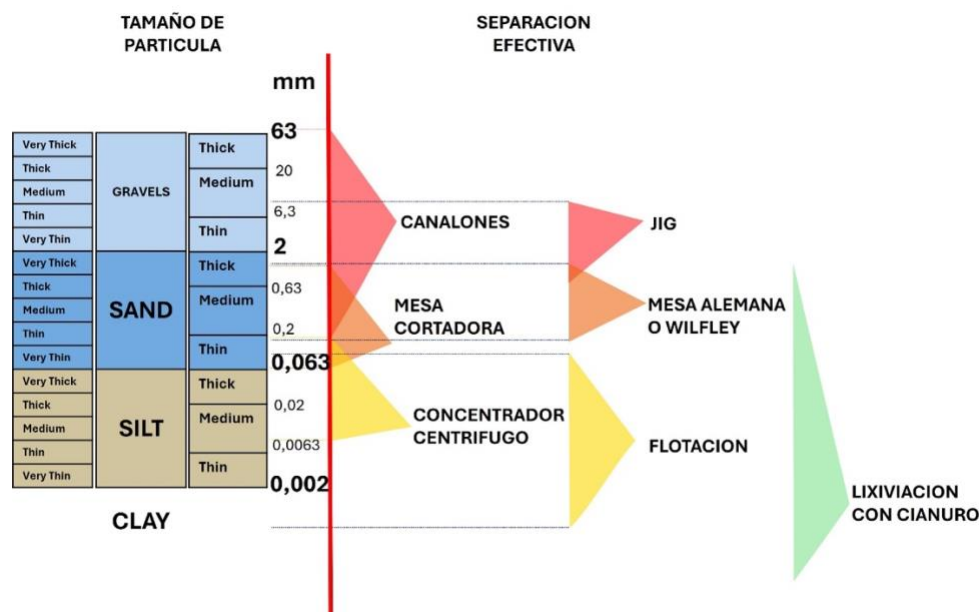 TAMAÑO DE
PARTICULA
SEPARACION
EFECTIVA
mm
Very Thick
Thick
Medium
Thin
Very Thin
GRAVELS
Thick
Medium
Thin
63
20
6,3
2
Very Thick
Thick
Medium
Thin
Very Thin
SAND
Thick
Medium
Thin
0,63
0,2
0,063
Very Thick
Thick
Medium
Thin
Very Thin
SILT
Thick
Medium
Thin
0,02
0,0063
0,002
CLAY
CANALONES
JIG
MESA
CORTADORA
MESA ALEMANA
O WILFLEY
CONCENTRADOR
CENTRIFUGO
FLOTACION
LIXIVIACION
CON CIANURO